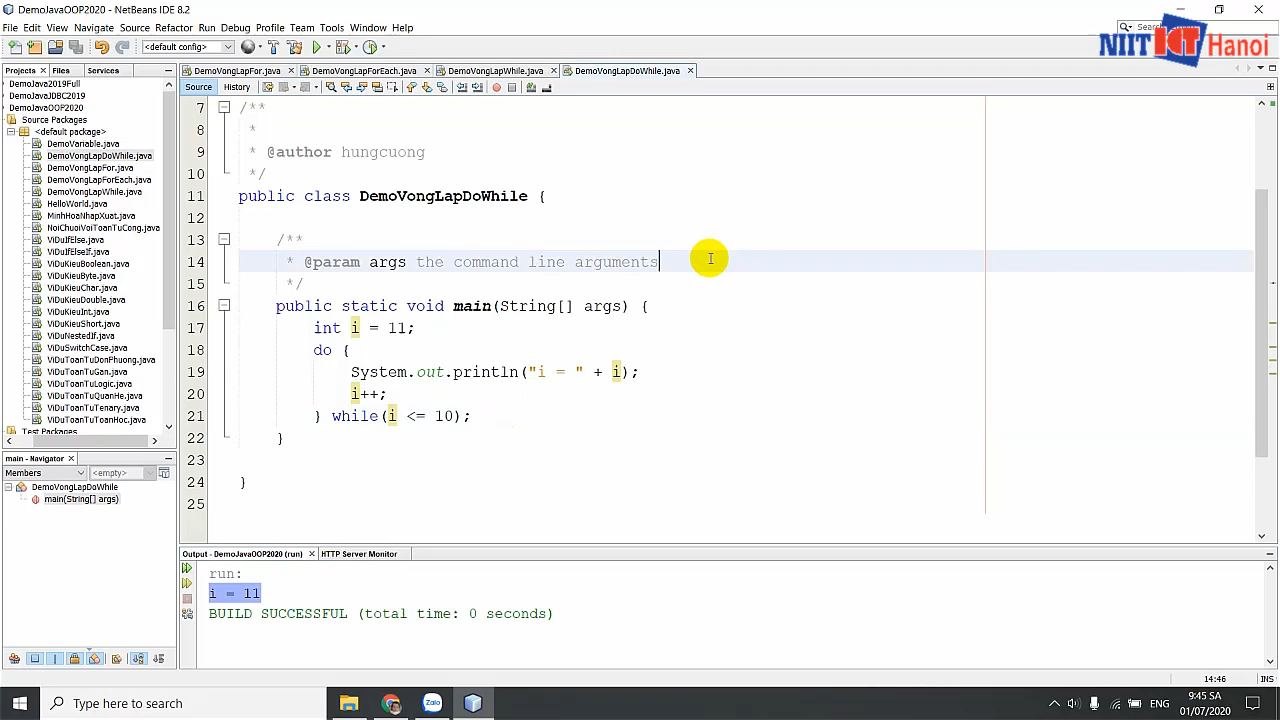 DemoJavaOOP2020 - NetBeans IDE 8.2
File Edit View Navigate Source Refactor Run Debug Profile Team Tools Window Help
NIIT ICT Hanoi
<default config>
Projects Files Services
DemoVongLapFor.java DemoVongLapForEach.java DemoVongLapWhile.java DemoVongLapDoWhile.java
Source History
DemoJava2019Full
DemoJavaJDBC2019
DemoJavaOOP2020
Source Packages
<default package>
DemoVariable.java
DemoVongLapDoWhile.java
DemoVongLapFor.java
DemoVongLapForEach.java
DemoVongLapWhile.java
HelloWorld.java
MinhHoaNhapXuat.java
NoiChuoiVoiToanTuCong.java
ViDuIfElse.java
ViDuIfElseIf.java
ViDuKieuBoolean.java
ViDuKieuByte.java
ViDuKieuChar.java
ViDuKieuDouble.java
ViDuKieuInt.java
ViDuKieuShort.java
ViDuNestedIf.java
ViDuSwitchCase.java
ViDuToanTuDonPhuong.java
ViDuToanTuGan.java
ViDuToanTuLogic.java
ViDuToanTuQuanHe.java
ViDuToanTuTenary.java
ViDuToanTuToanHoc.java
Test Packages
main - Navigator
Members <empty>
DemoVongLapDoWhile
main(String[] args)
7 /**
8 *
9 * @author hungcuong
10 */
11 public class DemoVongLapDoWhile {
12
13 /**
14 * @param args the command line arguments
15 */
16 public static void main(String[] args) {
17 int i = 11;
18 do {
19 System.out.println("i = " + i);
20 i++;
21 } while(i <= 10);
22 }
23
24 }
25
Output - DemoJavaOOP2020 (run) HTTP Server Monitor
run:
i = 11
BUILD SUCCESSFUL (total time: 0 seconds)
14:46 INS
Type here to search
Zalo
ENG
9:45 SA
01/07/2020